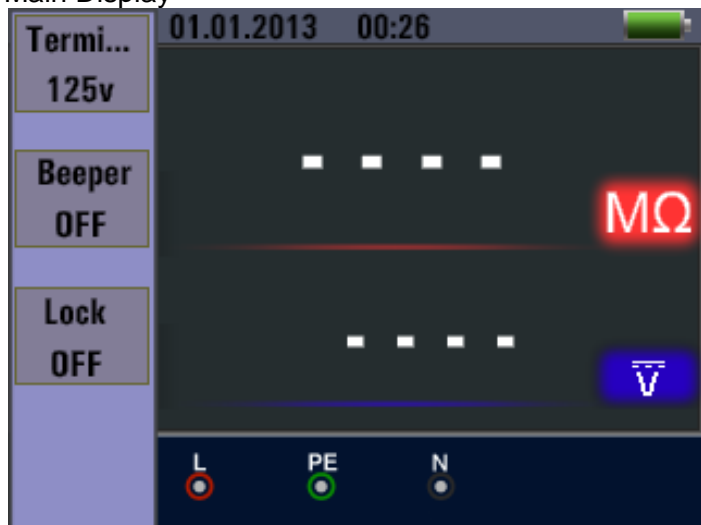 Main Display
01.01.2013 00:26
Termi...
125v
Beeper
OFF
Lock
OFF
- - - -
MΩ
- - - -
V
L PE N